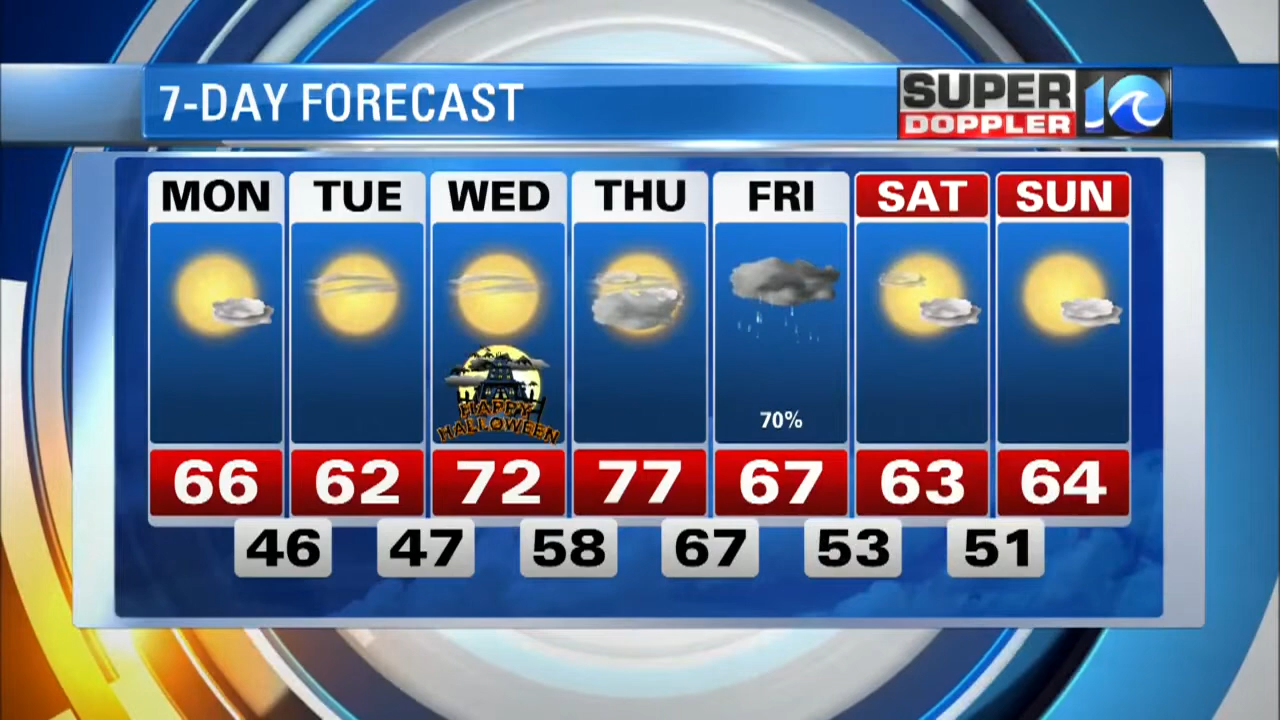 7-DAY FORECAST
SUPER
DOPPLER 10
MON TUE WED THU FRI SAT SUN
HAPPY
HALLOWEEN
70%
66 62 72 77 67 63 64
46 47 58 67 53 51